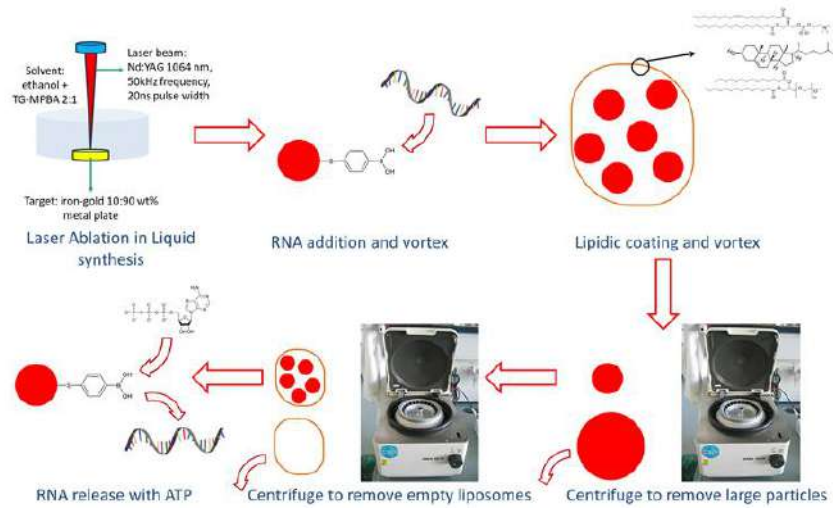 Solvent:
ethanol +
TG-MPBA 2:1
Laser beam:
Nd:YAG 1064 nm,
50kHz frequency,
20ns pulse width
Target: iron-gold 10:90 wt%
metal plate
Laser Ablation in Liquid
synthesis
S
OH
B
OH
RNA addition and vortex
Lipidic coating and vortex
S
OH
B
OH
RNA release with ATP
Centrifuge to remove empty liposomes
Centrifuge to remove large particles